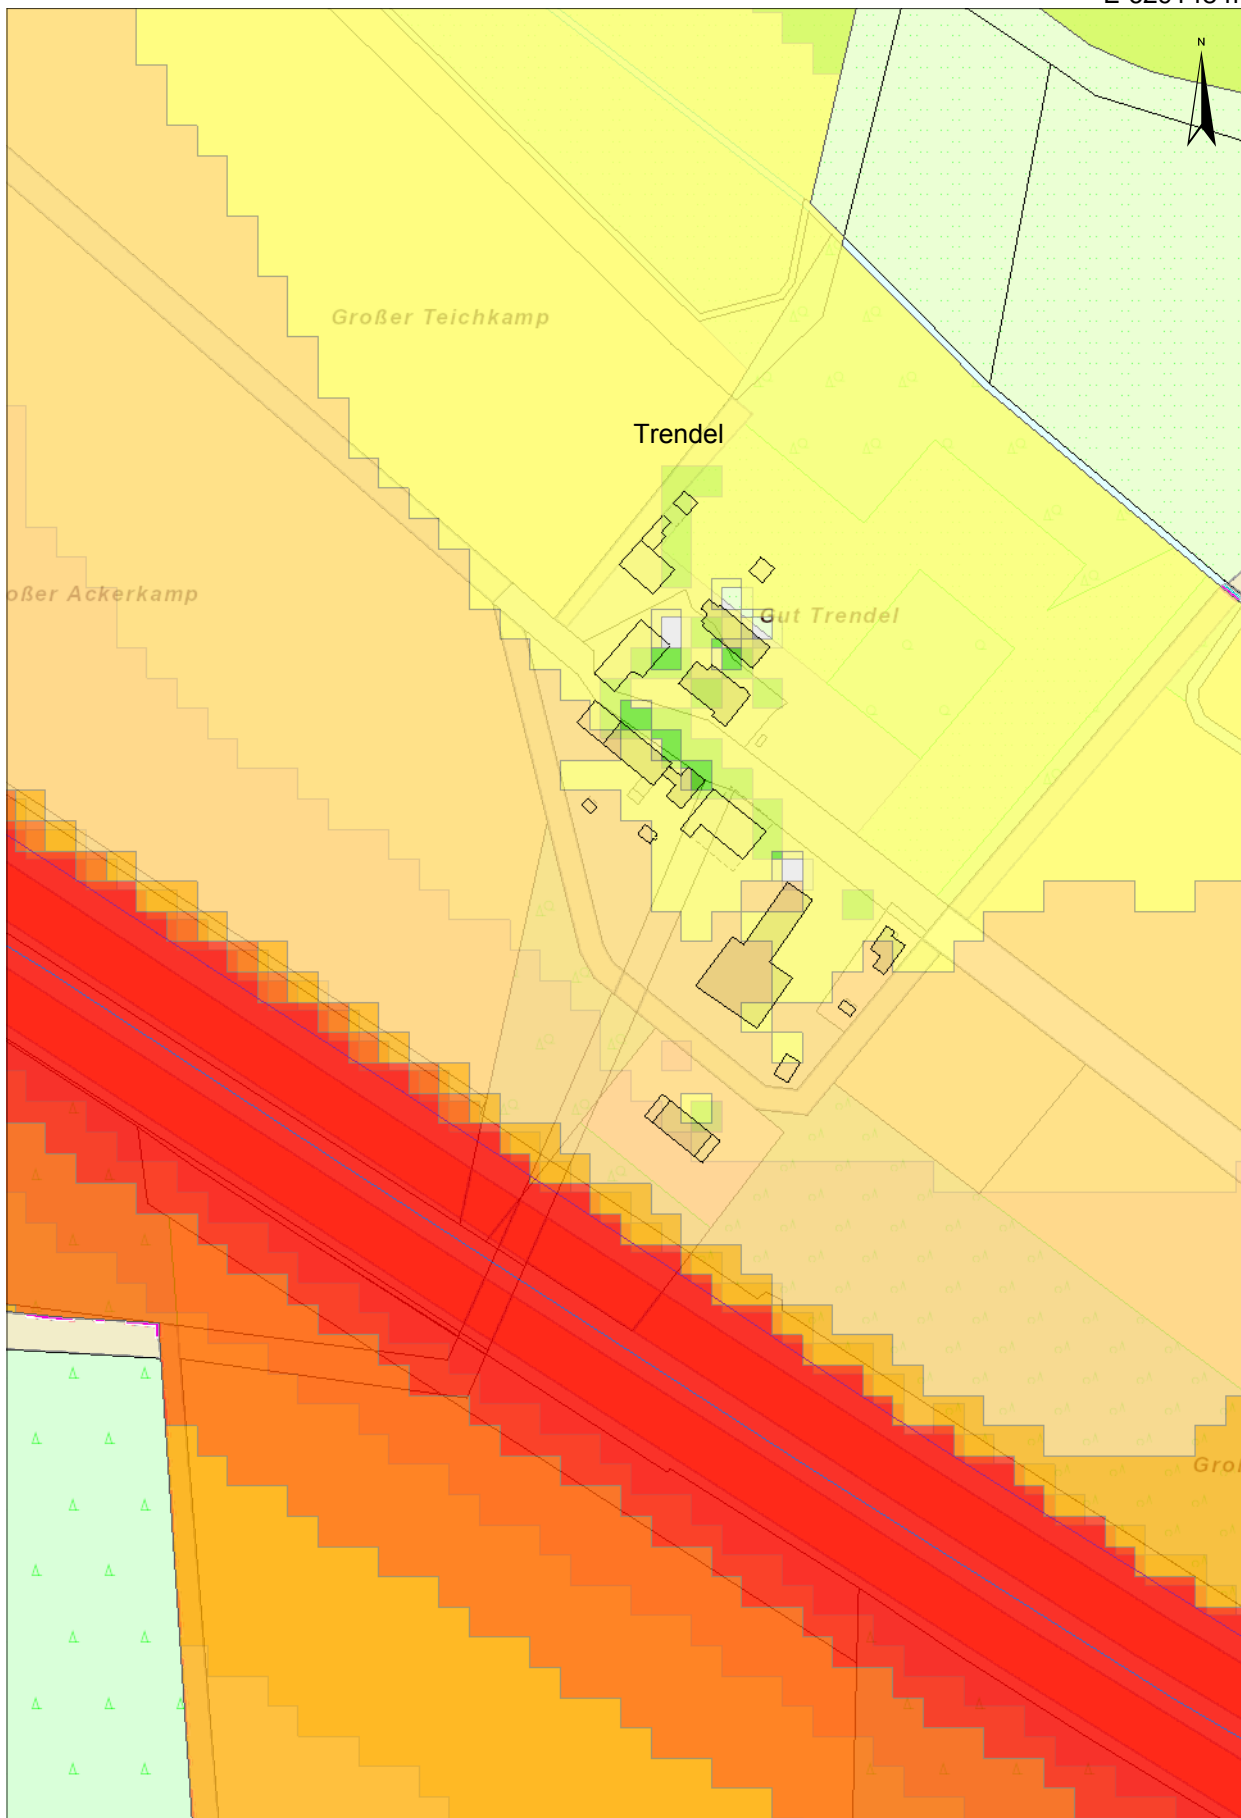 N
Großer Teichkamp
Trendel
oßer Ackerkamp
Gut Trendel
Gro